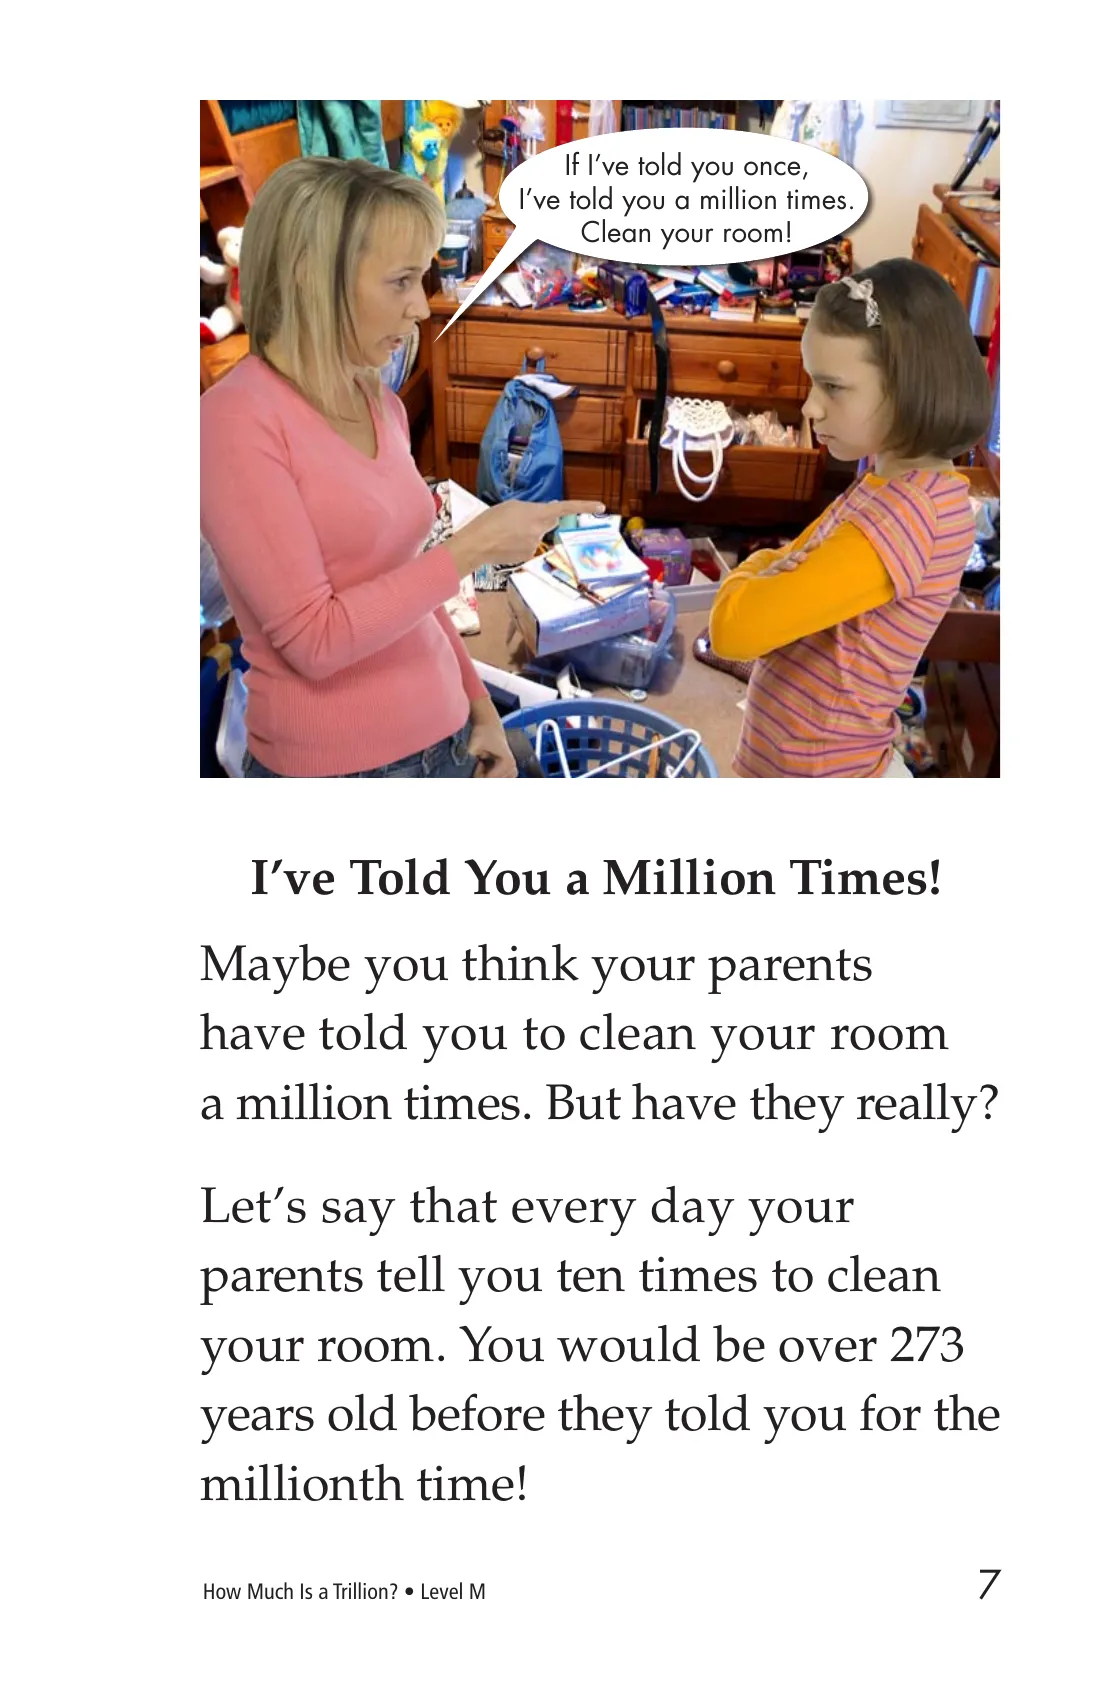 If I’ve told you once,
I’ve told you a million times.
Clean your room!
I’ve Told You a Million Times!
Maybe you think your parents
have told you to clean your room
a million times. But have they really?
Let’s say that every day your
parents tell you ten times to clean
your room. You would be over 273
years old before they told you for the
millionth time!
How Much Is a Trillion? • Level M
7